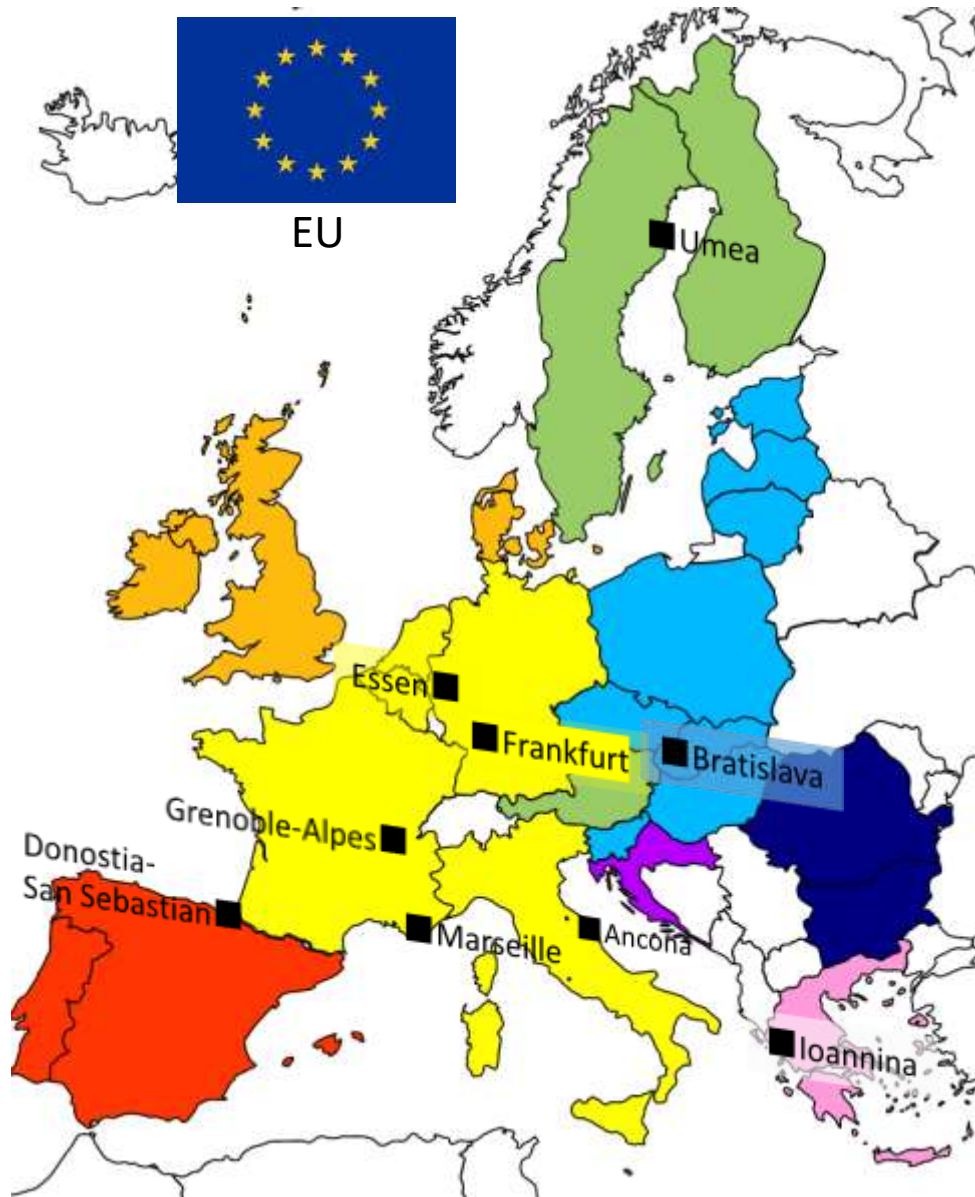 EU
Umea
Essen
Frankfurt
Bratislava
Grenoble-Alpes
Donostia-
San Sebastian
Marseille
Ancona
Ioannina